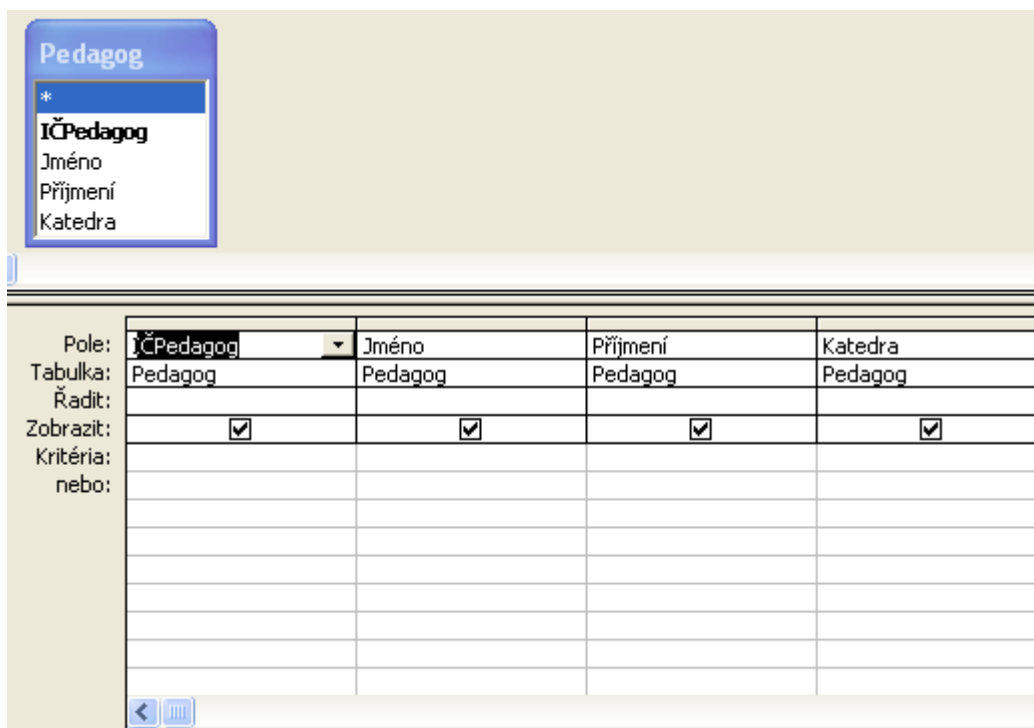 Pedagog
*
IČPedagog
Jméno
Příjmení
Katedra
Pole: IČPedagog Jméno Příjmení Katedra
Tabulka: Pedagog Pedagog Pedagog Pedagog
Řadit:
Zobrazit:
Kritéria:
nebo: